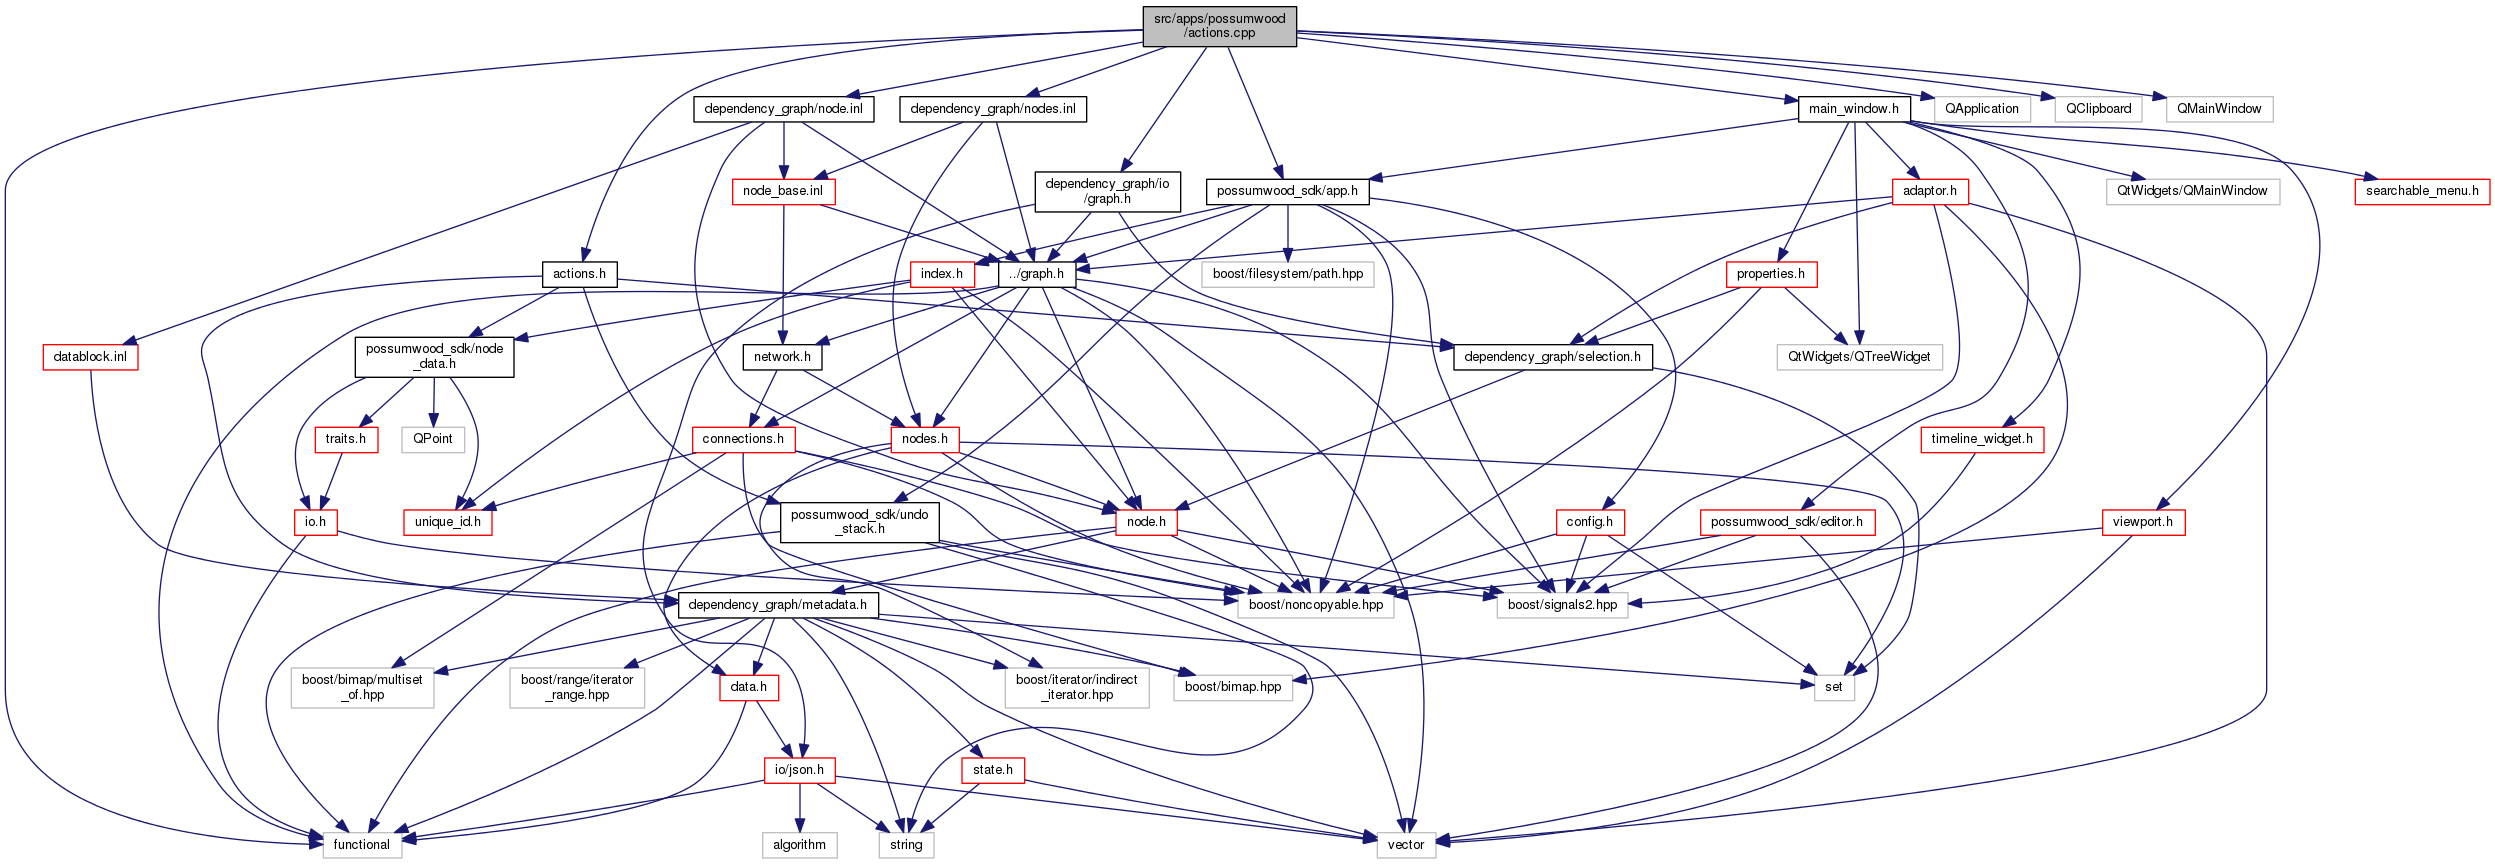 src/apps/possumwood
/actions.cpp
dependency_graph/node.inl
dependency_graph/nodes.inl
main_window.h
QApplication
QClipboard
QMainWindow
node_base.inl
dependency_graph/io
/graph.h
possumwood_sdk/app.h
adaptor.h
QtWidgets/QMainWindow
searchable_menu.h
actions.h
index.h
../graph.h
boost/filesystem/path.hpp
properties.h
datablock.inl
possumwood_sdk/node
_data.h
network.h
dependency_graph/selection.h
QtWidgets/QTreeWidget
traits.h
QPoint
connections.h
nodes.h
timeline_widget.h
io.h
unique_id.h
possumwood_sdk/undo
_stack.h
node.h
config.h
possumwood_sdk/editor.h
viewport.h
dependency_graph/metadata.h
boost/noncopyable.hpp
boost/signals2.hpp
boost/bimap/multiset
_of.hpp
boost/range/iterator
_range.hpp
data.h
boost/iterator/indirect
_iterator.hpp
boost/bimap.hpp
set
io/json.h
state.h
functional
algorithm
string
vector